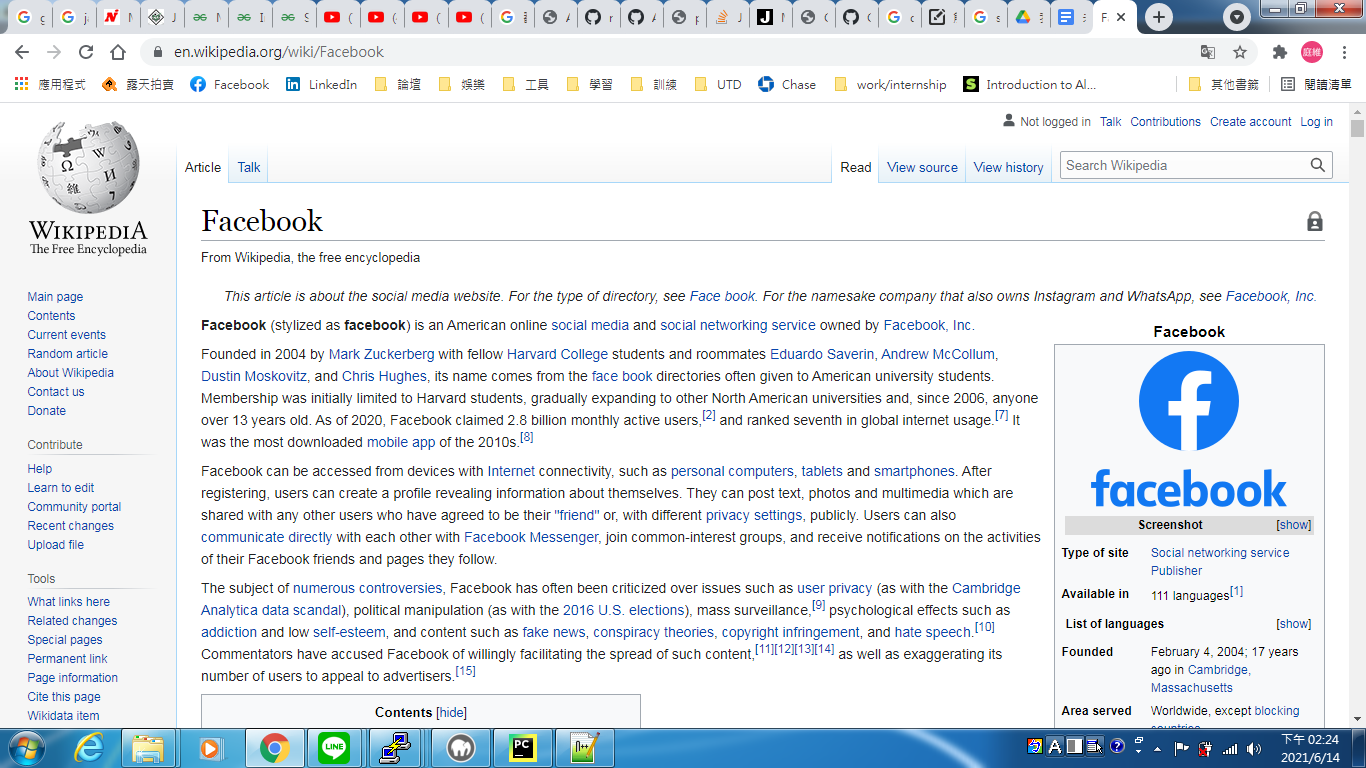 en.wikipedia.org/wiki/Facebook
庭維
應用程式 露天拍賣 Facebook LinkedIn 論壇 娛樂 工具 學習 訓練 UTD Chase work/internship Introduction to Al... 其他書籤 閱讀清單
Not logged in Talk Contributions Create account Log in
Article Talk Read View source View history Search Wikipedia
WIKIPEDIA
The Free Encyclopedia
Main page
Contents
Current events
Random article
About Wikipedia
Contact us
Donate
Contribute
Help
Learn to edit
Community portal
Recent changes
Upload file
Tools
What links here
Related changes
Special pages
Permanent link
Page information
Cite this page
Wikidata item
Facebook
From Wikipedia, the free encyclopedia
This article is about the social media website. For the type of directory, see Face book. For the namesake company that also owns Instagram and WhatsApp, see Facebook, Inc.
Facebook (stylized as facebook) is an American online social media and social networking service owned by Facebook, Inc.
Founded in 2004 by Mark Zuckerberg with fellow Harvard College students and roommates Eduardo Saverin, Andrew McCollum,
Dustin Moskovitz, and Chris Hughes, its name comes from the face book directories often given to American university students.
Membership was initially limited to Harvard students, gradually expanding to other North American universities and, since 2006, anyone
over 13 years old. As of 2020, Facebook claimed 2.8 billion monthly active users,[2] and ranked seventh in global internet usage.[7] It
was the most downloaded mobile app of the 2010s.[8]
Facebook can be accessed from devices with Internet connectivity, such as personal computers, tablets and smartphones. After
registering, users can create a profile revealing information about themselves. They can post text, photos and multimedia which are
shared with any other users who have agreed to be their "friend" or, with different privacy settings, publicly. Users can also
communicate directly with each other with Facebook Messenger, join common-interest groups, and receive notifications on the activities
of their Facebook friends and pages they follow.
The subject of numerous controversies, Facebook has often been criticized over issues such as user privacy (as with the Cambridge
Analytica data scandal), political manipulation (as with the 2016 U.S. elections), mass surveillance,[9] psychological effects such as
addiction and low self-esteem, and content such as fake news, conspiracy theories, copyright infringement, and hate speech.[10]
Commentators have accused Facebook of willingly facilitating the spread of such content,[11][12][13][14] as well as exaggerating its
number of users to appeal to advertisers.[15]
Contents [hide]
Facebook
facebook
Screenshot [show]
Type of site Social networking service
Publisher
Available in 111 languages[1]
List of languages [show]
Founded February 4, 2004; 17 years
ago in Cambridge,
Massachusetts
Area served Worldwide, except blocking
countries
LINE
PC
下午 02:24
2021/6/14